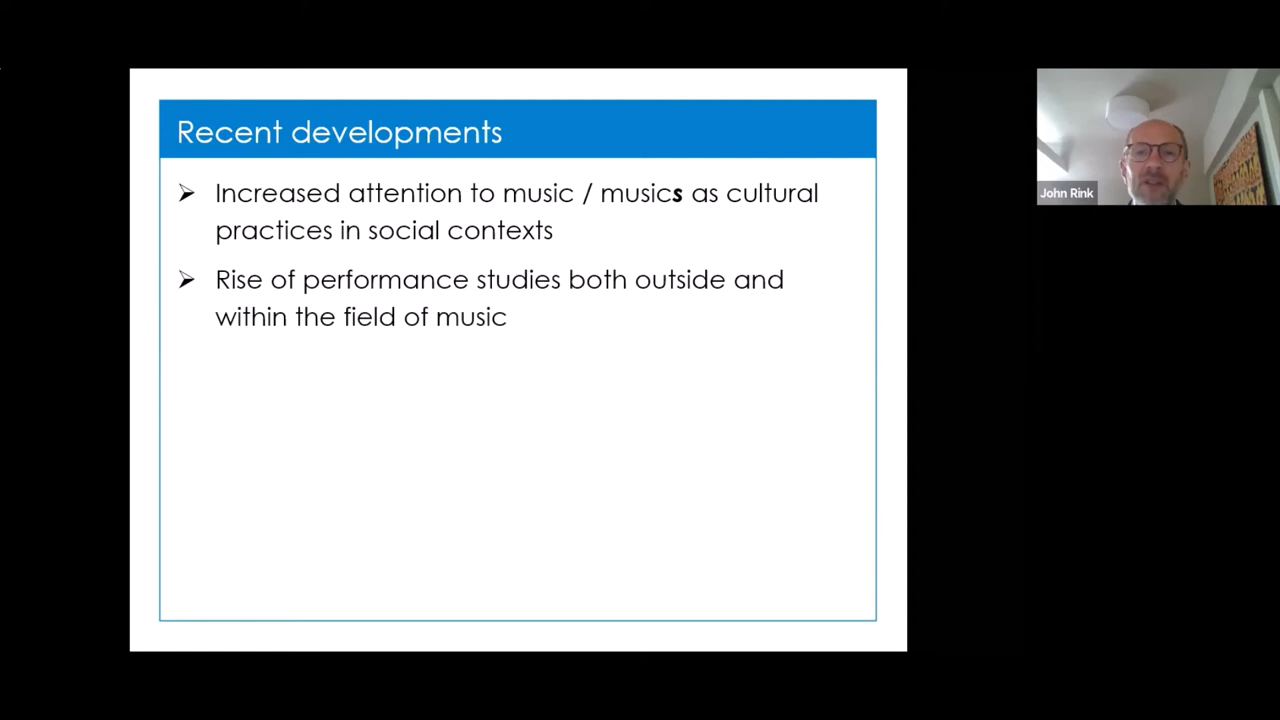 Recent developments
➢ Increased attention to music / musics as cultural
practices in social contexts
➢ Rise of performance studies both outside and
within the field of music
John Rink